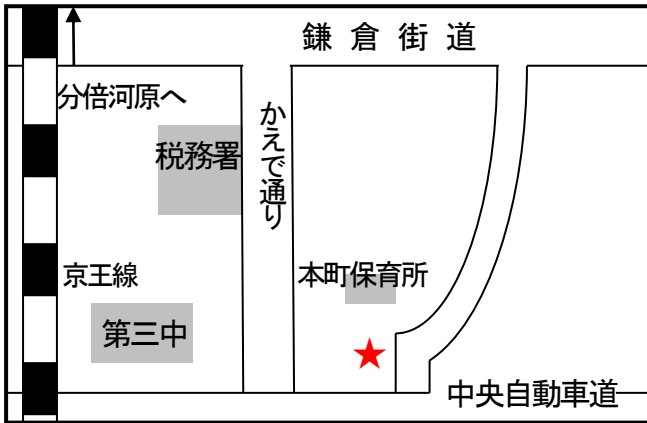 鎌倉街道
分倍河原へ
かえで通り
税務署
京王線
本町保育所
第三中
中央自動車道